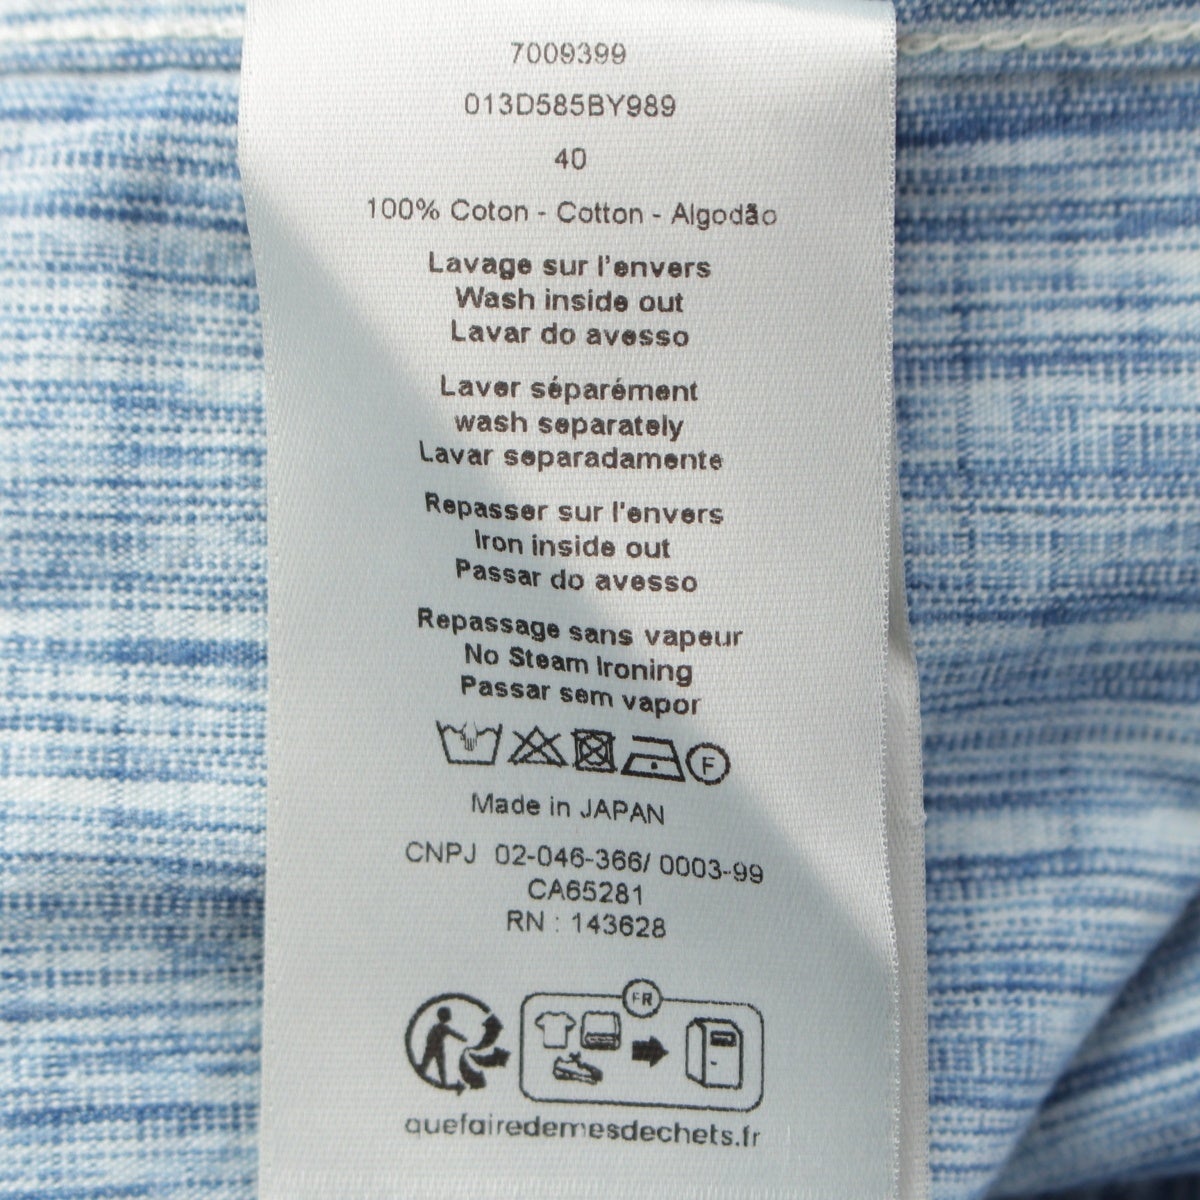 7009399
013D585BY989
40
100% Coton - Cotton - Algodão
Lavage sur l'envers
Wash inside out
Lavar do avesso
Laver séparément
wash separately
Lavar separadamente
Repasser sur l'envers
Iron inside out
Passar do avesso
Repassage sans vapeur
No Steam Ironing
Passar sem vapor
F
Made in JAPAN
CNPJ 02-046-366/ 0003-99
CA65281
RN : 143628
FR
quefairedemesdechets.fr